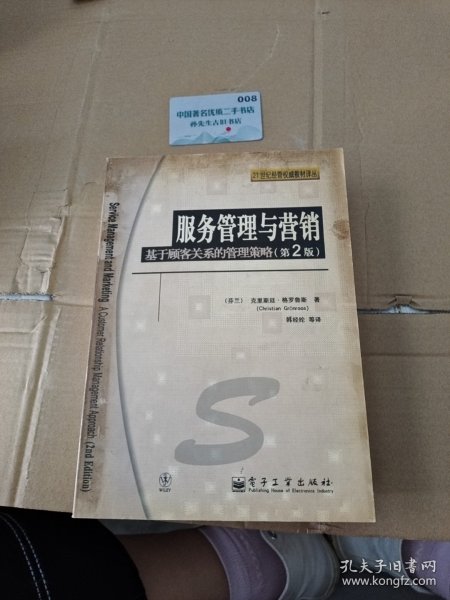 008
中国著名优质二手书店
孙先生古旧书店
21世纪经管权威教材译丛
服务管理与营销
基于顾客关系的管理策略(第2版)
(芬兰) 克里斯廷·格罗鲁斯 著
(Christian Grönroos)
韩经纶 等译
Service Management and Marketing A Customer Relationship Management Approach (2nd Edition)
S
WILEY
电子工业出版社
Publishing House of Electronics Industry
孔夫子旧书网
www.kongfz.com